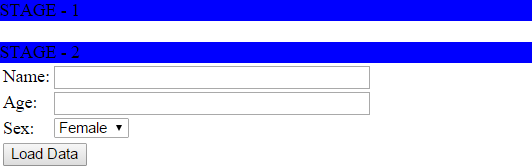 STAGE - 1
STAGE - 2
Name:
Age:
Sex: Female
Load Data